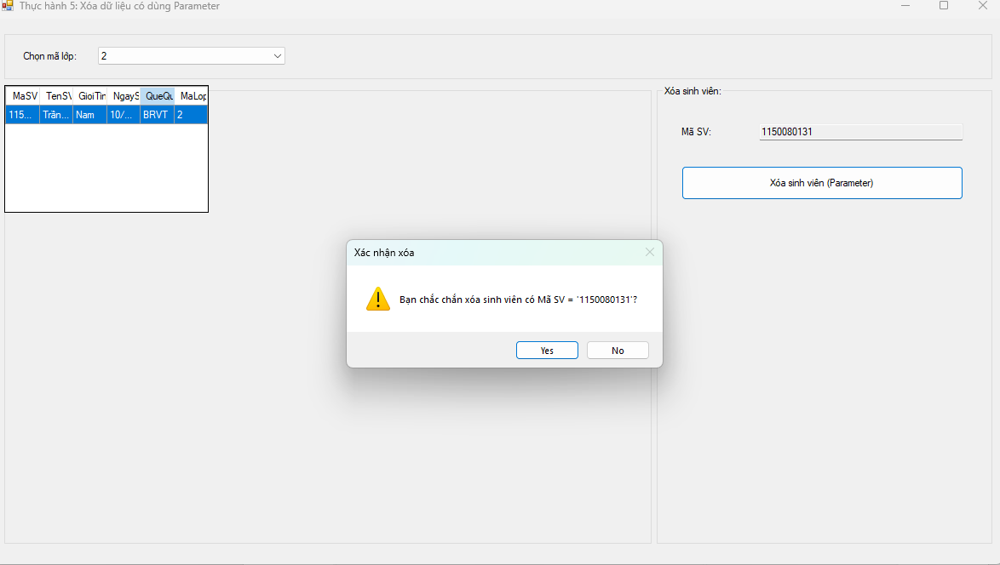 Thực hành 5: Xóa dữ liệu có dùng Parameter
Chọn mã lớp: 2
MaSV TenSV GioiTin NgayS QueQu MaLop
115... Trần... Nam 10/... BRVT 2
Xóa sinh viên:
Mã SV: 1150080131
Xóa sinh viên (Parameter)
Xác nhận xóa
Bạn chắc chắn xóa sinh viên có Mã SV = '1150080131'?
Yes No